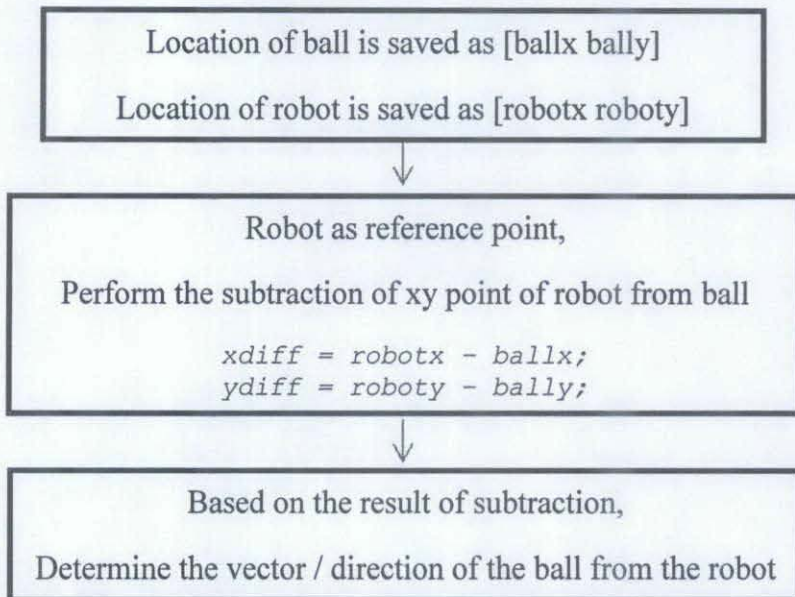 Location of ball is saved as [ballx bally]
Location of robot is saved as [robotx roboty]
Robot as reference point,
Perform the subtraction of xy point of robot from ball
xdiff = robotx - ballx;
ydiff = roboty - bally;
Based on the result of subtraction,
Determine the vector / direction of the ball from the robot